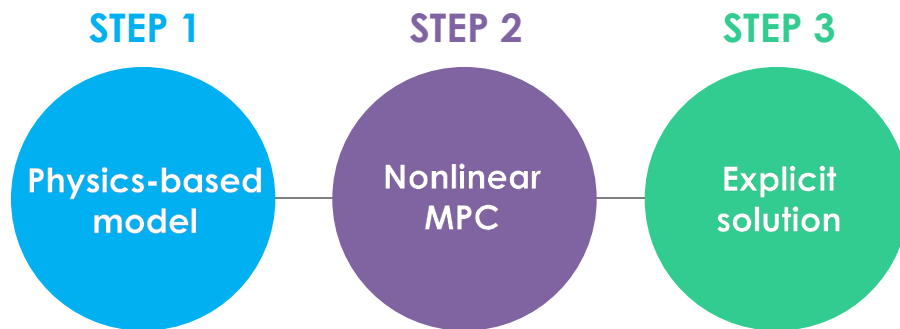 STEP 1
STEP 2
STEP 3
Physics-based
model
Nonlinear
MPC
Explicit
solution